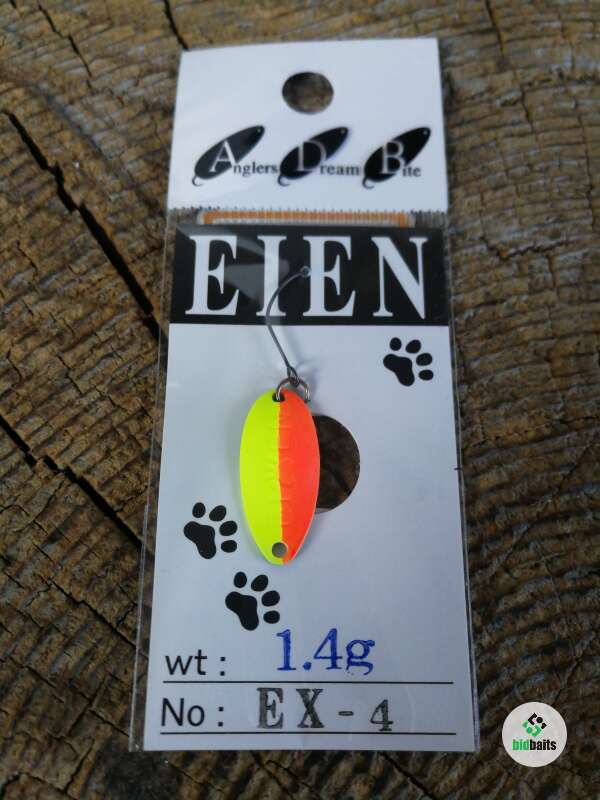 Anglers Dream Bite
EIEN
wt : 1.4g
No : EX-4
bidbaits